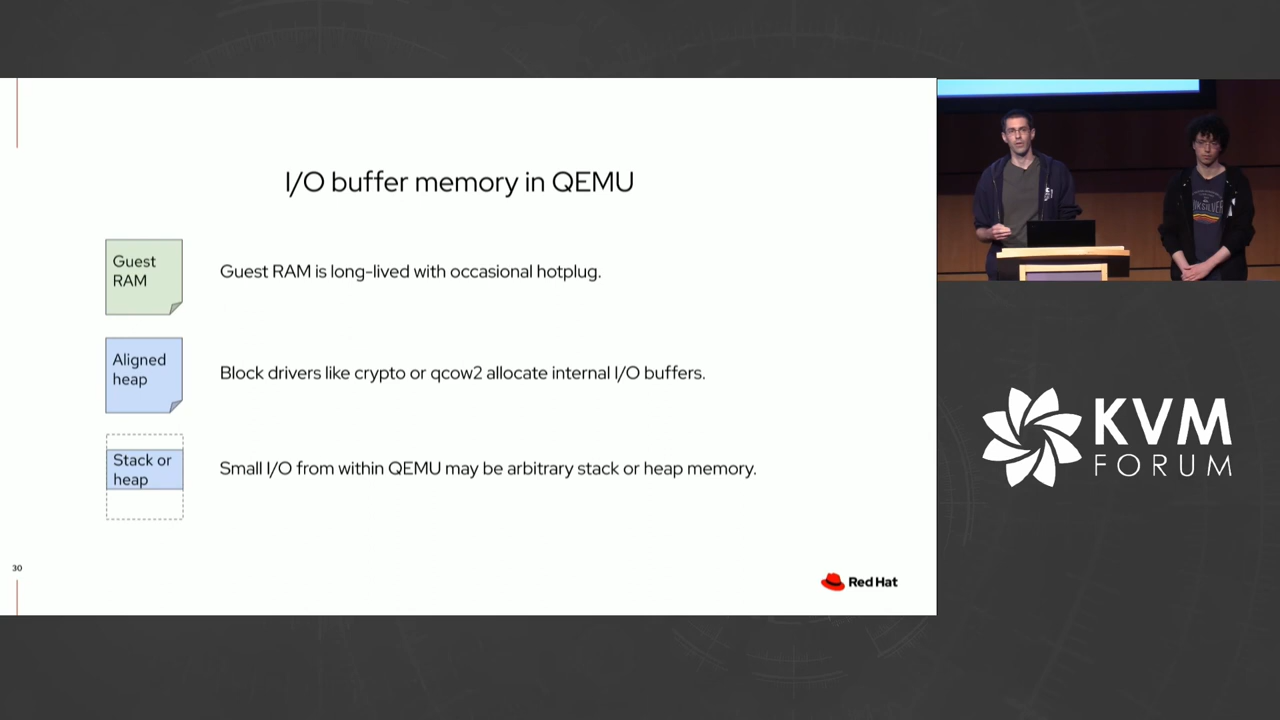 I/O buffer memory in QEMU
Guest
RAM
Guest RAM is long-lived with occasional hotplug.
Aligned
heap
Block drivers like crypto or qcow2 allocate internal I/O buffers.
Stack or
heap
Small I/O from within QEMU may be arbitrary stack or heap memory.
30
Red Hat
KVM
FORUM